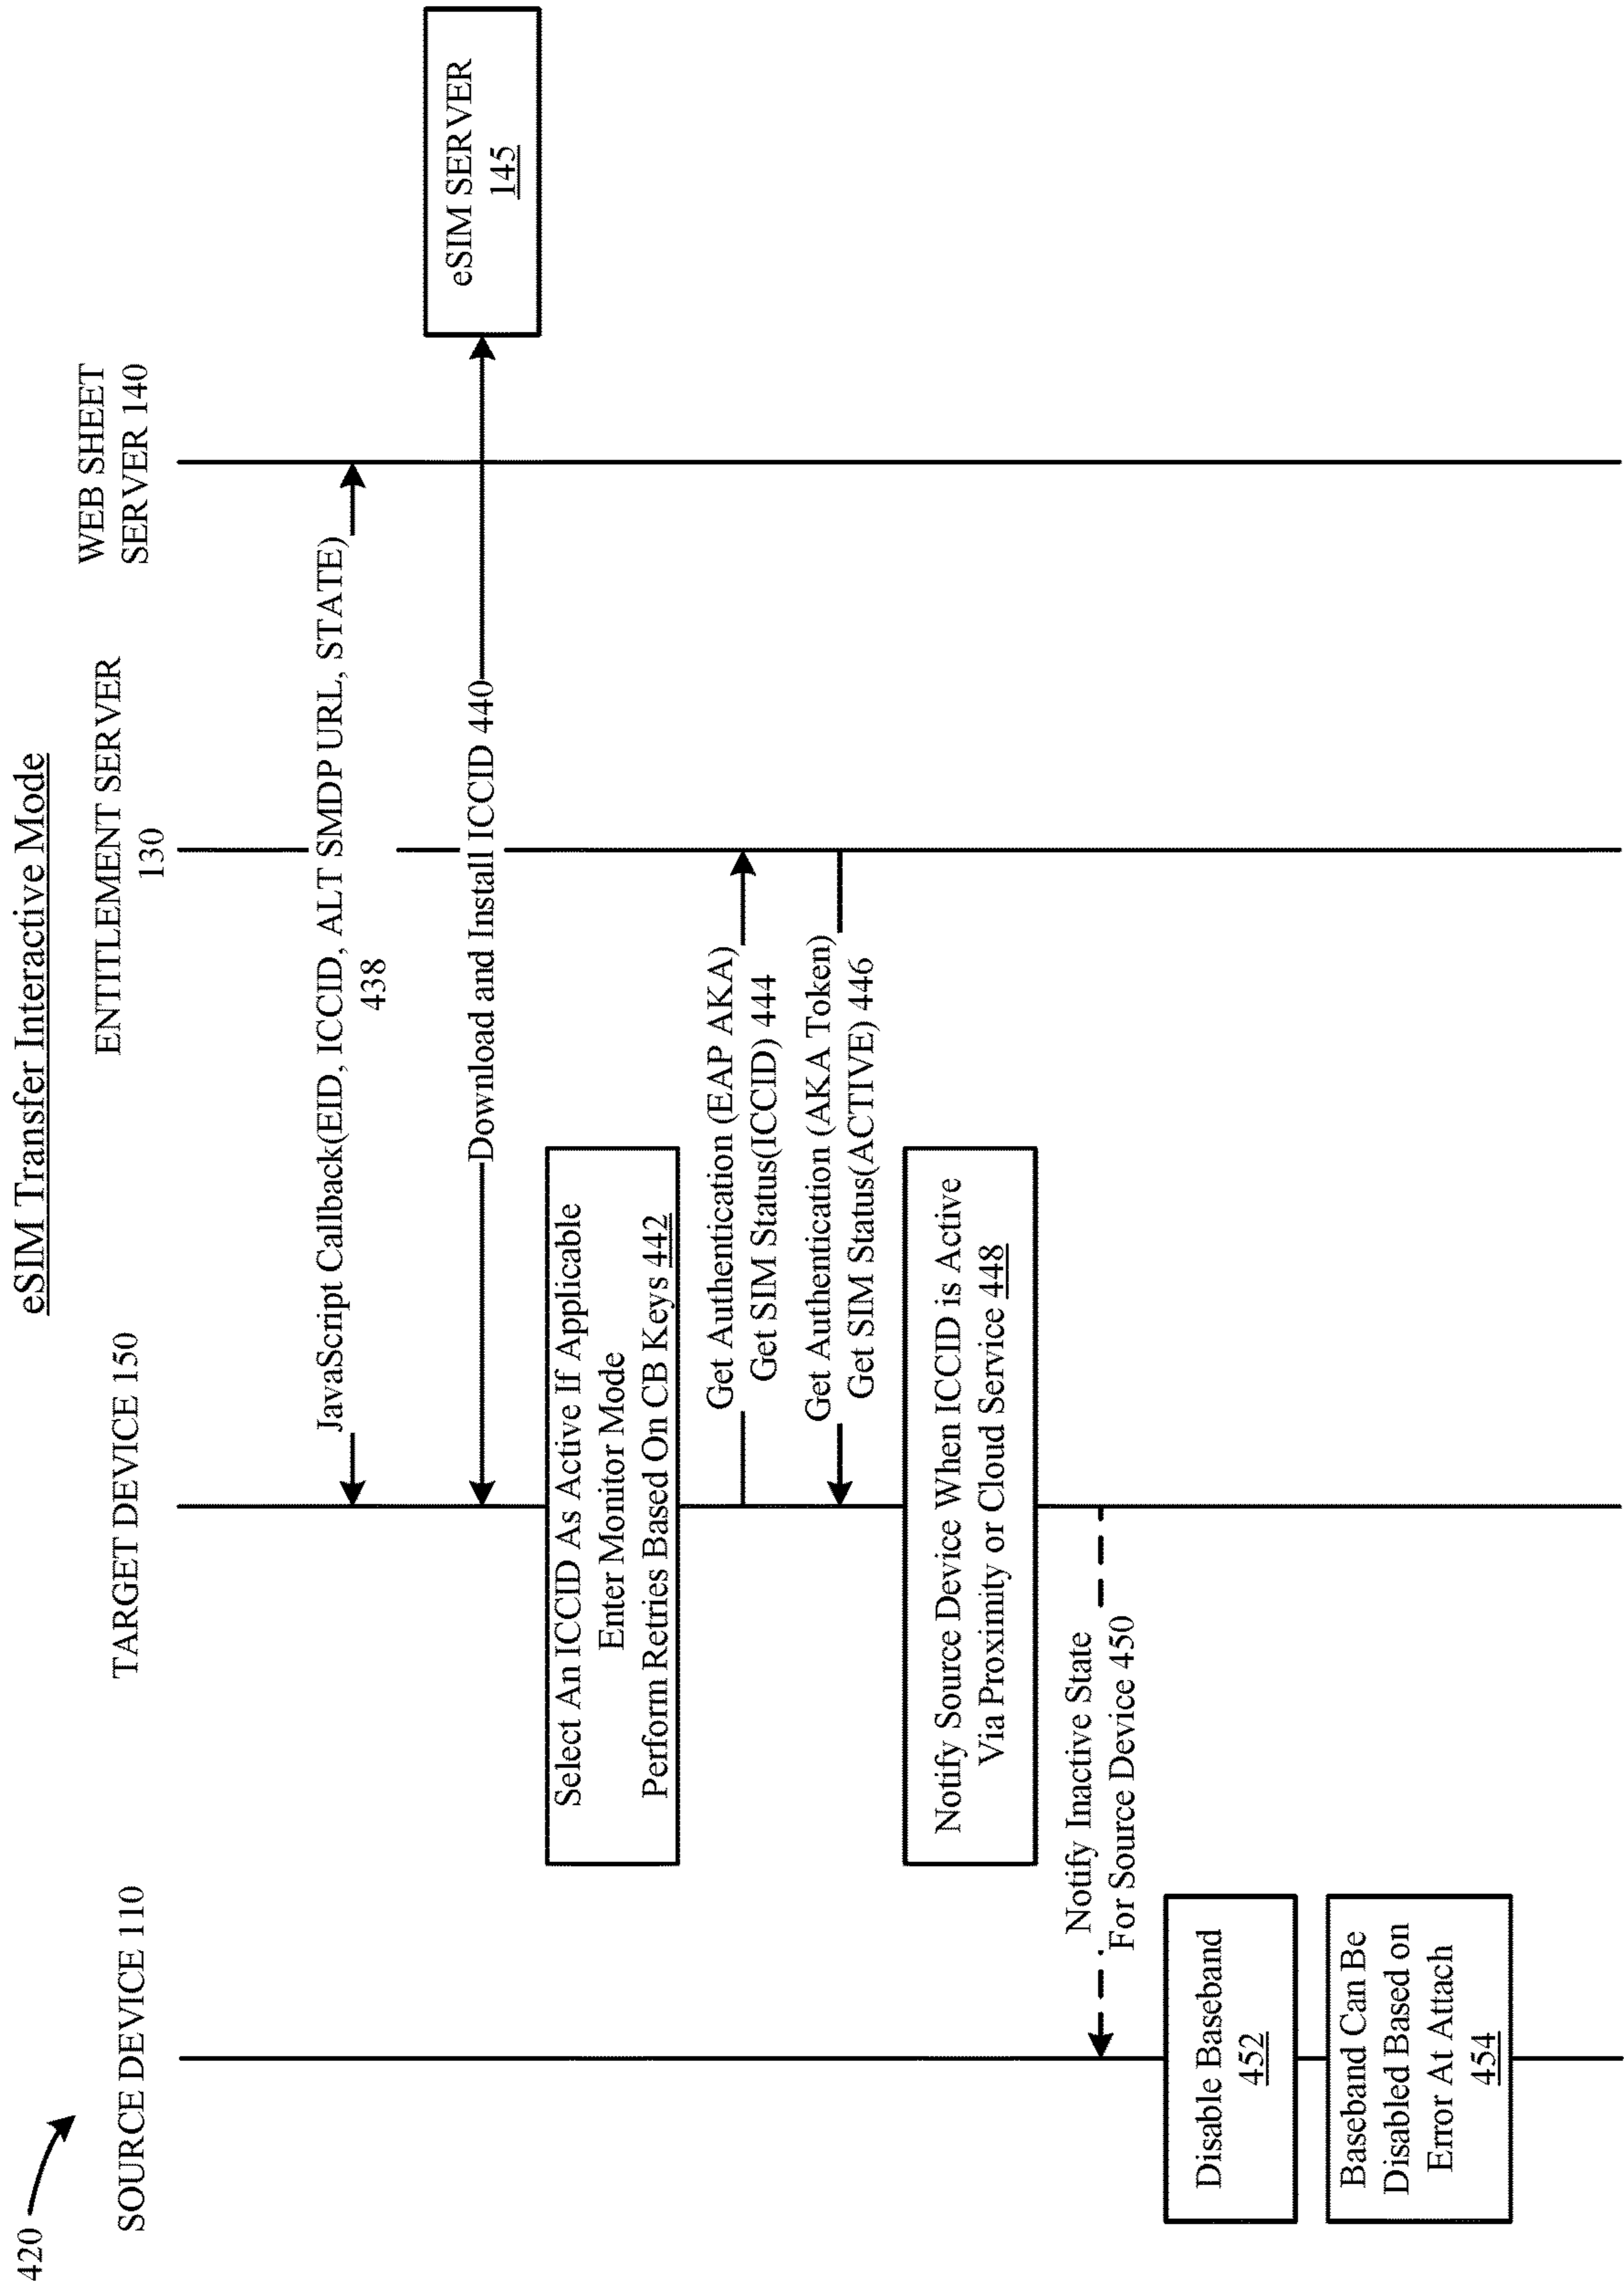 eSIM Transfer Interactive Mode
420
SOURCE DEVICE 110
TARGET DEVICE 150
ENTITLEMENT SERVER
130
WEB SHEET
SERVER 140
JavaScript Callback(EID, ICCID, ALT SMDP URL, STATE)
438
eSIM SERVER
145
Download and Install ICCID 440
Select An ICCID As Active If Applicable
Enter Monitor Mode
Perform Retries Based On CB Keys 442
Get Authentication (EAP AKA)
Get SIM Status(ICCID) 444
Get Authentication (AKA Token)
Get SIM Status(ACTIVE) 446
Notify Source Device When ICCID is Active
Via Proximity or Cloud Service 448
Notify Inactive State
For Source Device 450
Disable Baseband
452
Baseband Can Be
Disabled Based on
Error At Attach
454